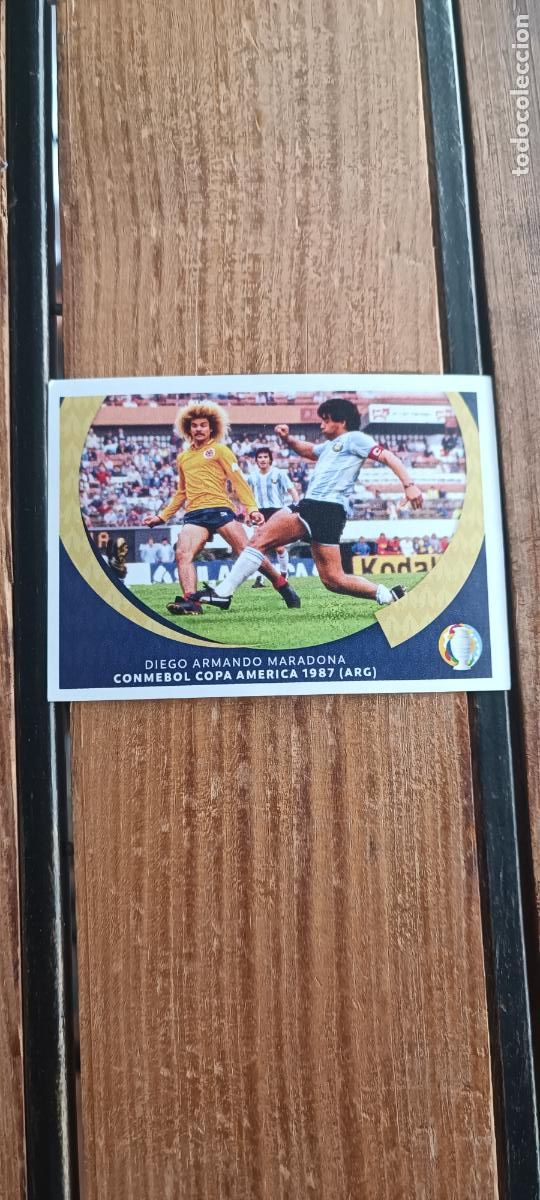 todocoleccion
Kodak
DIEGO ARMANDO MARADONA
CONMEBOL COPA AMERICA 1987 (ARG)